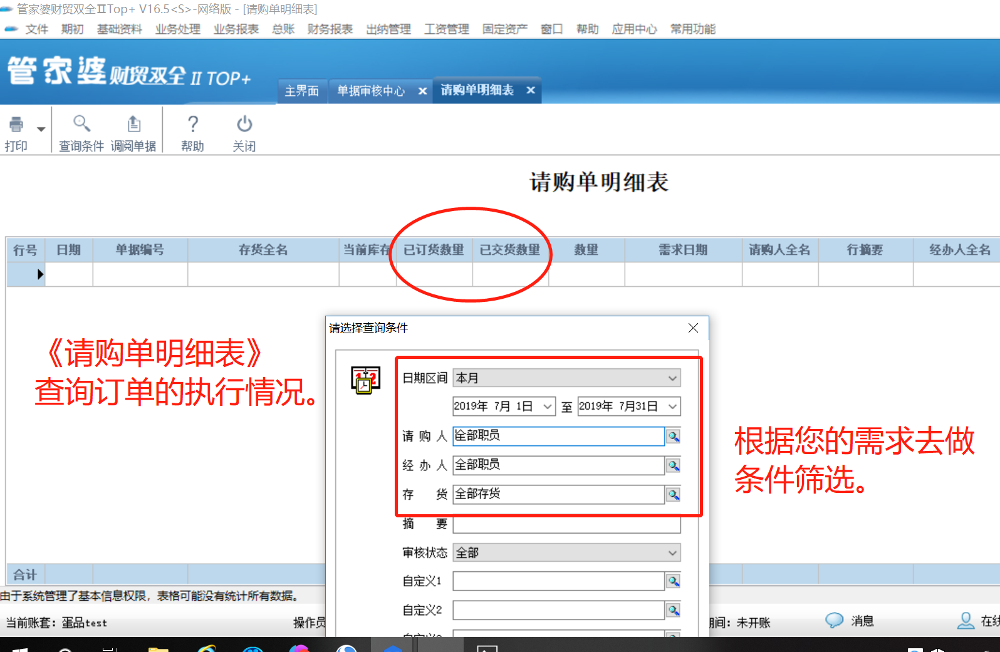 管家婆财贸双全ⅡTop+ V16.5<S>-网络版 - [请购单明细表]
文件 期初 基础资料 业务处理 业务报表 总账 财务报表 出纳管理 工资管理 固定资产 窗口 帮助 应用中心 常用功能
管家婆财贸双全 II TOP+
主界面 单据审核中心 × 请购单明细表 ×
打印 查询条件 调阅单据 帮助 关闭
请购单明细表
行号 日期 单据编号 存货全名 当前库存 已订货数量 已交货数量 数量 需求日期 请购人全名 行摘要 经办人全名
请选择查询条件
《请购单明细表》
查询订单的执行情况。
日期区间 本月
2019年 7月 1日 至 2019年 7月31日
请购人 全部职员
经办人 全部职员
存货 全部存货
根据您的需求去做
条件筛选。
摘要
审核状态 全部
自定义1
自定义2
合计
由于系统管理了基本信息权限，表格可能没有统计所有数据。
当前账套：蛋品test 操作员 期间：未开账 消息 在线